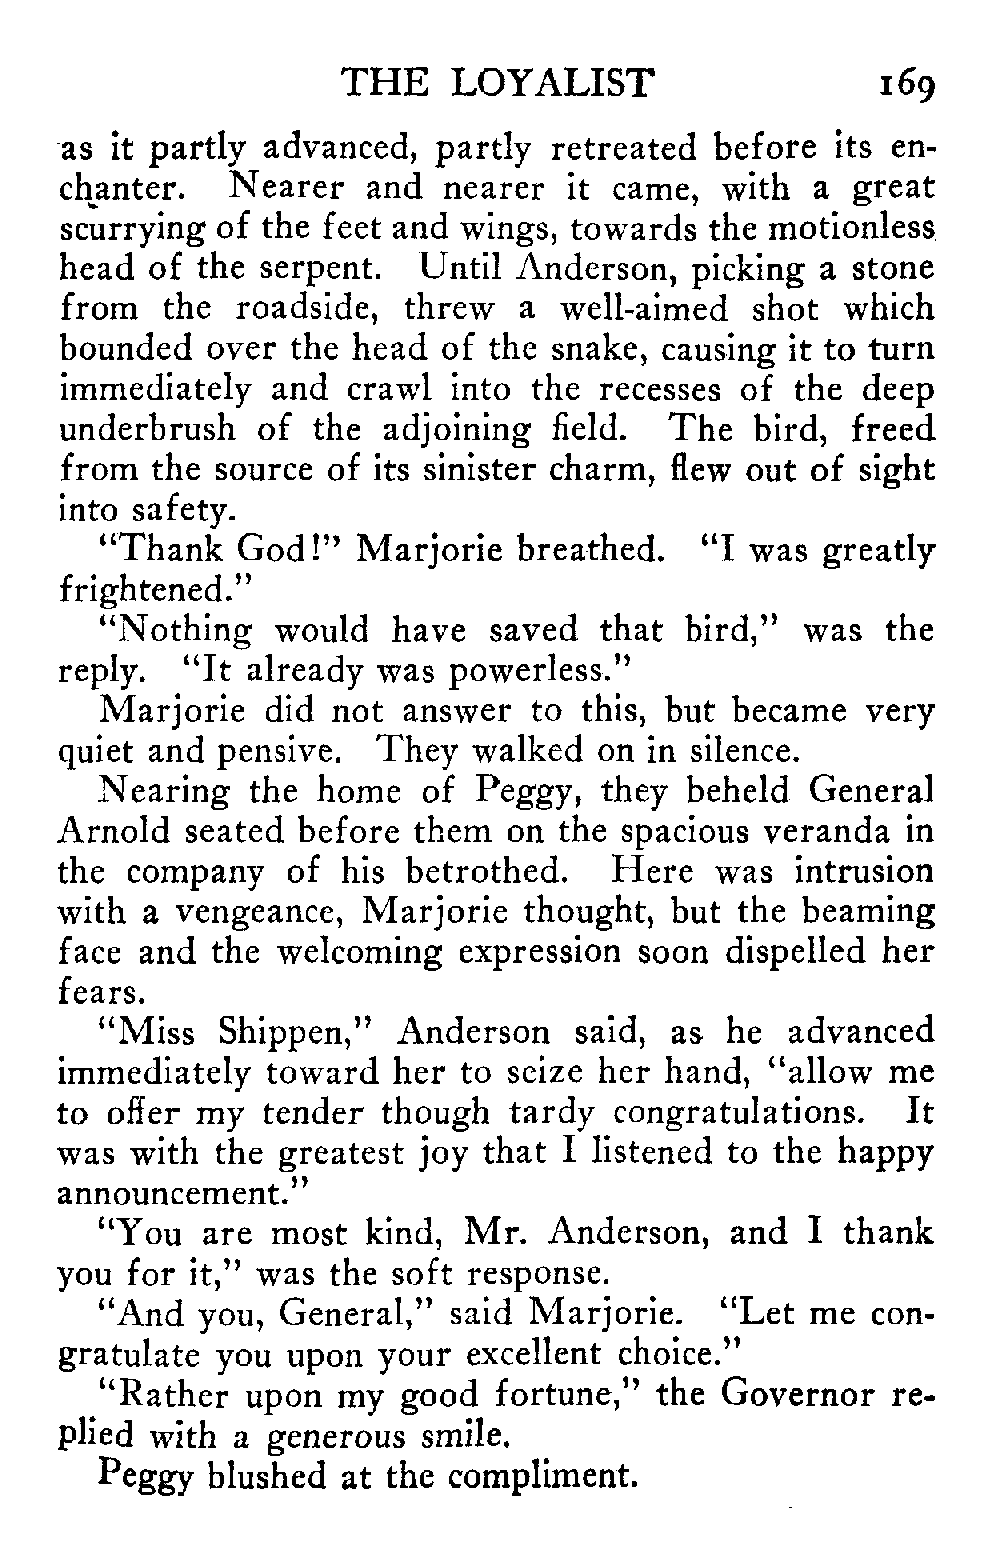 THE LOYALIST 169
as it partly advanced, partly retreated before its en-
chanter. Nearer and nearer it came, with a great
scurrying of the feet and wings, towards the motionless
head of the serpent. Until Anderson, picking a stone
from the roadside, threw a well-aimed shot which
bounded over the head of the snake, causing it to turn
immediately and crawl into the recesses of the deep
underbrush of the adjoining field. The bird, freed
from the source of its sinister charm, flew out of sight
into safety.
"Thank God!" Marjorie breathed. "I was greatly
frightened."
"Nothing would have saved that bird," was the
reply. "It already was powerless."
Marjorie did not answer to this, but became very
quiet and pensive. They walked on in silence.
Nearing the home of Peggy, they beheld General
Arnold seated before them on the spacious veranda in
the company of his betrothed. Here was intrusion
with a vengeance, Marjorie thought, but the beaming
face and the welcoming expression soon dispelled her
fears.
"Miss Shippen," Anderson said, as he advanced
immediately toward her to seize her hand, "allow me
to offer my tender though tardy congratulations. It
was with the greatest joy that I listened to the happy
announcement."
"You are most kind, Mr. Anderson, and I thank
you for it," was the soft response.
"And you, General," said Marjorie. "Let me con-
gratulate you upon your excellent choice."
"Rather upon my good fortune," the Governor re-
plied with a generous smile.
Peggy blushed at the compliment.